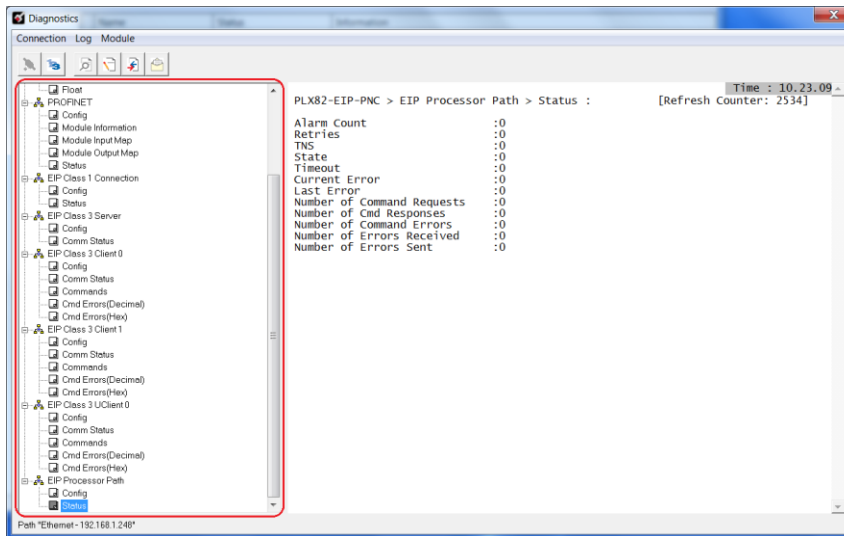 Diagnostics
Name Status Information
Connection Log Module
Float
PROFINET
Config
Module Information
Module Input Map
Module Output Map
Status
EIP Class 1 Connection
Config
Status
EIP Class 3 Server
Config
Comm Status
EIP Class 3 Client 0
Config
Comm Status
Commands
Cmd Errors(Decimal)
Cmd Errors(Hex)
EIP Class 3 Client 1
Config
Comm Status
Commands
Cmd Errors(Decimal)
Cmd Errors(Hex)
EIP Class 3 UClient 0
Config
Comm Status
Commands
Cmd Errors(Decimal)
Cmd Errors(Hex)
EIP Processor Path
Config
Status
Time : 10.23.09
PLX82-EIP-PNC > EIP Processor Path > Status : [Refresh Counter: 2534]
Alarm Count :0
Retries :0
TNS :0
State :0
Timeout :0
Current Error :0
Last Error :0
Number of Command Requests :0
Number of Cmd Responses :0
Number of Command Errors :0
Number of Errors Received :0
Number of Errors Sent :0
Path "Ethernet - 192.168.1.248"